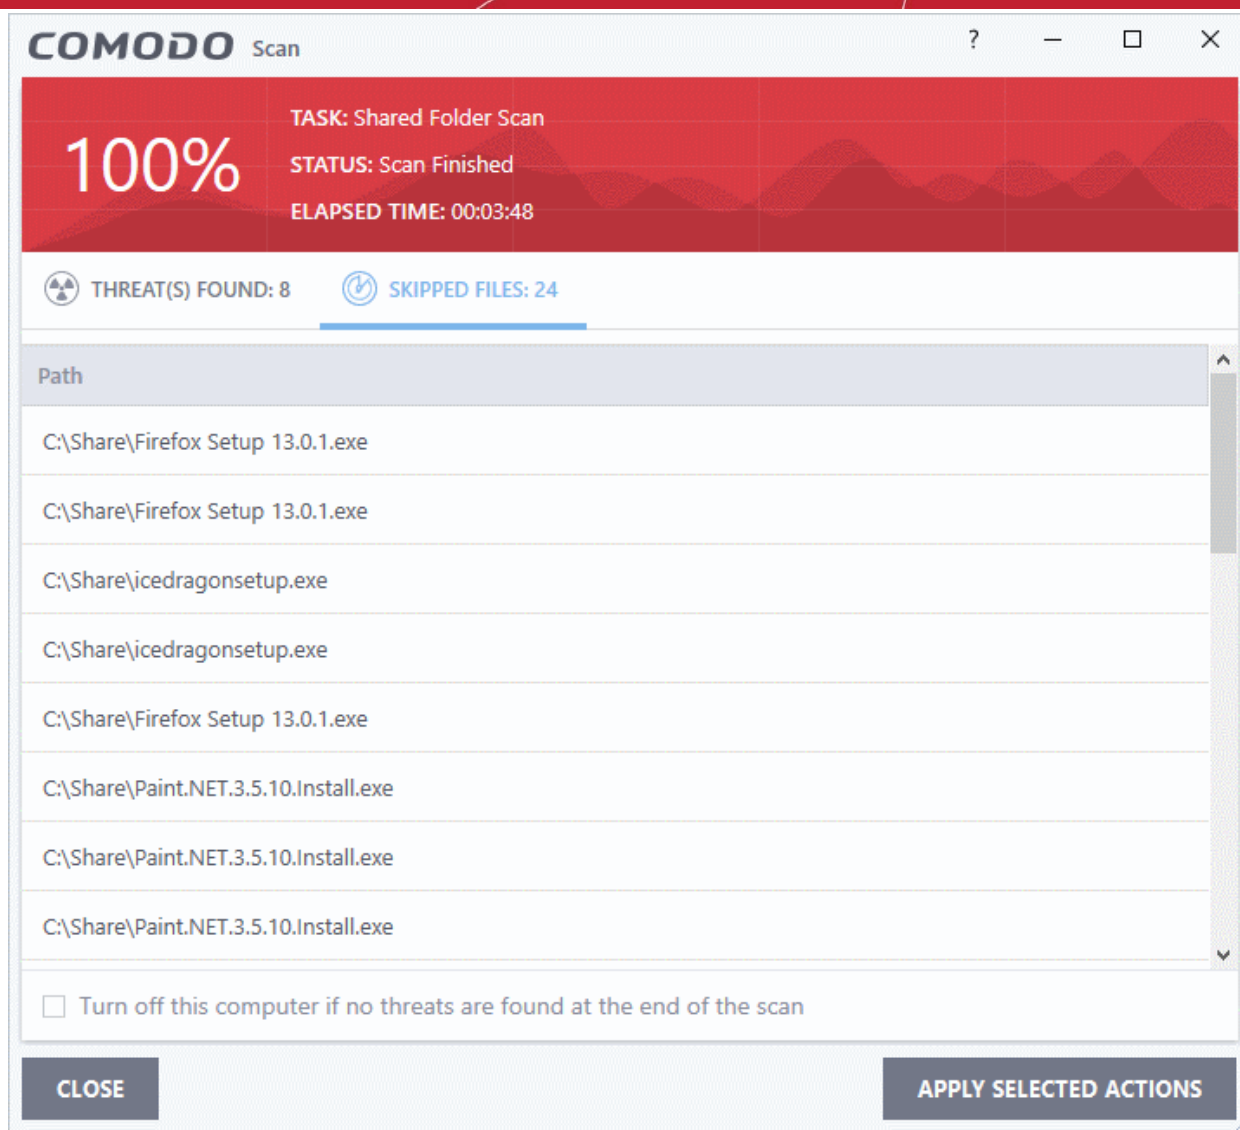 COMODO Scan ?
100%
TASK: Shared Folder Scan
STATUS: Scan Finished
ELAPSED TIME: 00:03:48
THREAT(S) FOUND: 8 SKIPPED FILES: 24
Path
C:\Share\Firefox Setup 13.0.1.exe
C:\Share\Firefox Setup 13.0.1.exe
C:\Share\icedragonsetup.exe
C:\Share\icedragonsetup.exe
C:\Share\Firefox Setup 13.0.1.exe
C:\Share\Paint.NET.3.5.10.Install.exe
C:\Share\Paint.NET.3.5.10.Install.exe
C:\Share\Paint.NET.3.5.10.Install.exe
Turn off this computer if no threats are found at the end of the scan
CLOSE APPLY SELECTED ACTIONS